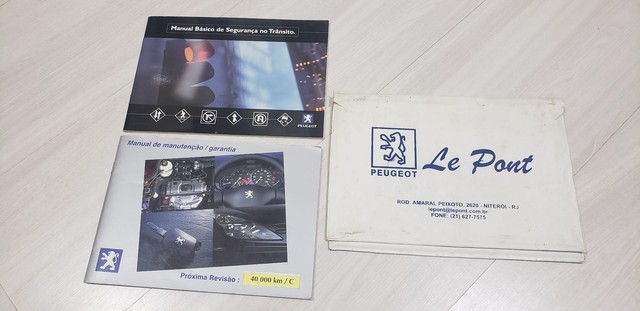 Manual Básico de Segurança no Trânsito.
PEUGEOT
Manual de manutenção / garantia
Próxima Revisão : 40 000 km / C
PEUGEOT
Le Pont
ROD. AMARAL PEIXOTO, 2620 - NITEROI - RJ
lepont@lepont.com.br
FONE: (21) 627-7575